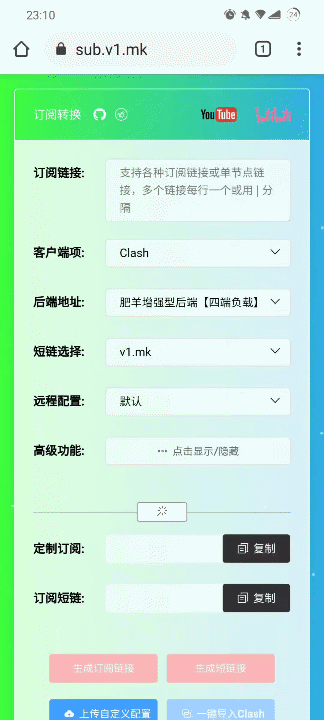 23:10
24
sub.v1.mk
1
订阅转换
YouTube
bilibili
订阅链接:
支持各种订阅链接或单节点链
接，多个链接每行一个或用 | 分
隔
客户端项:
Clash
后端地址:
肥羊增强型后端【四端负载】
短链选择:
v1.mk
远程配置:
默认
高级功能:
··· 点击显示/隐藏
定制订阅:
复制
订阅短链:
复制
生成订阅链接
生成短链接
上传自定义配置
一键导入Clash